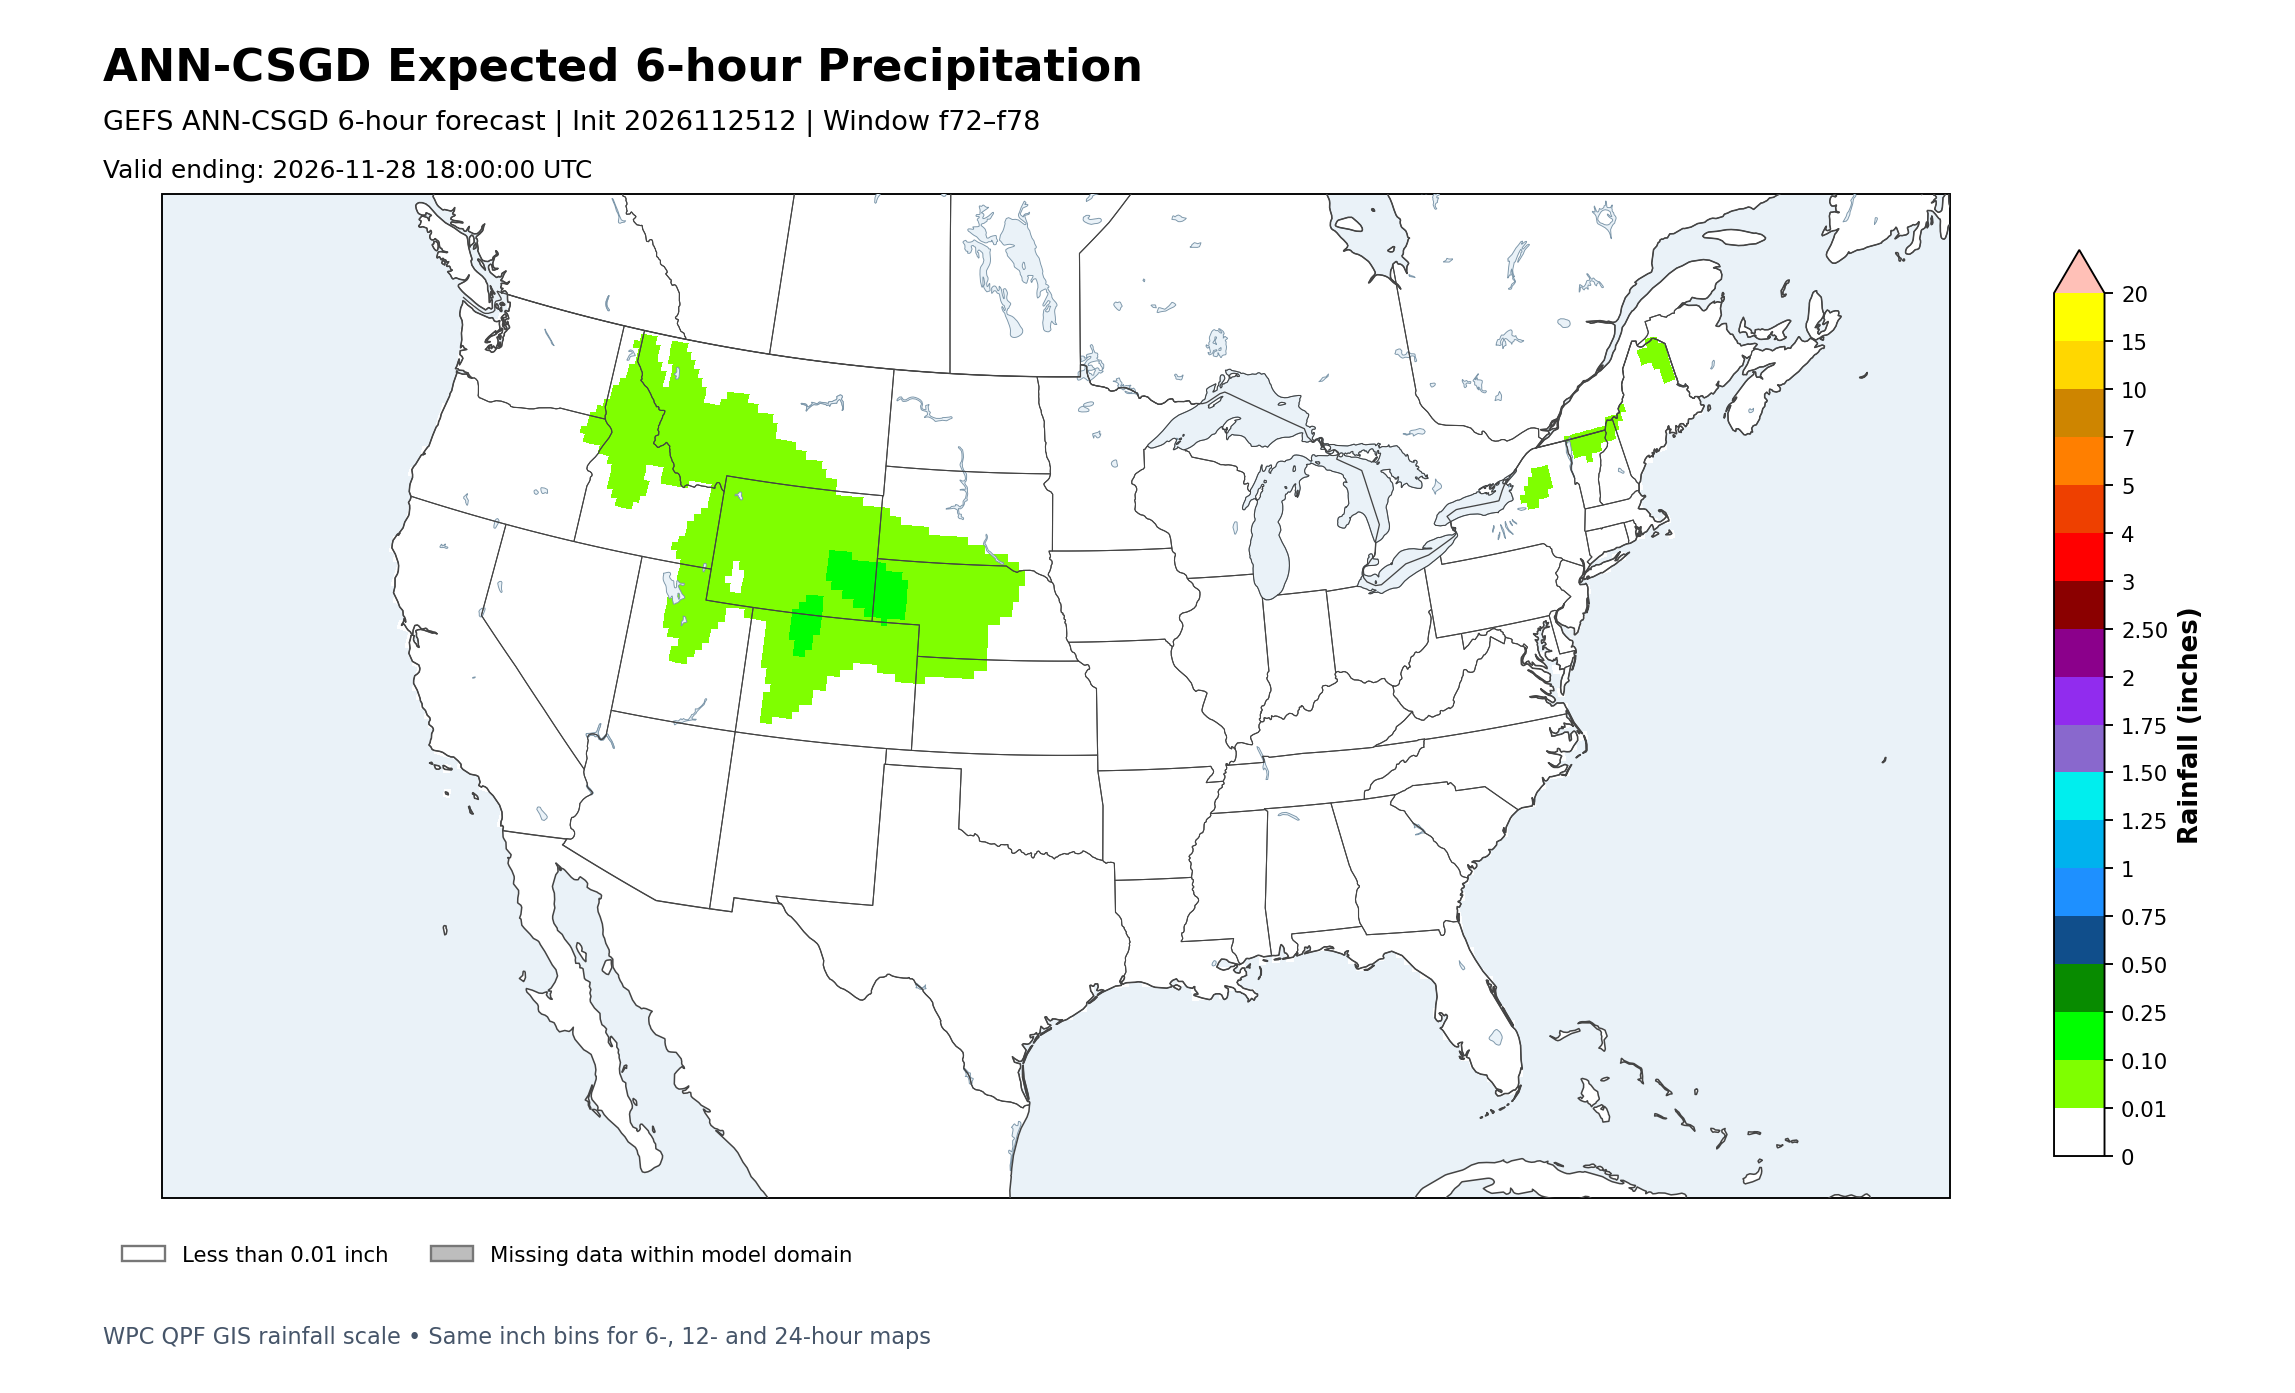 ANN-CSGD Expected 6-hour Precipitation
GEFS ANN-CSGD 6-hour forecast | Init 2026112512 | Window f72–f78
Valid ending: 2026-11-28 18:00:00 UTC
20
15
10
7
5
4
3
2.50
2
1.75
1.50
1.25
1
0.75
0.50
0.25
0.10
0.01
0
Rainfall (inches)
Less than 0.01 inch
Missing data within model domain
WPC QPF GIS rainfall scale • Same inch bins for 6-, 12- and 24-hour maps